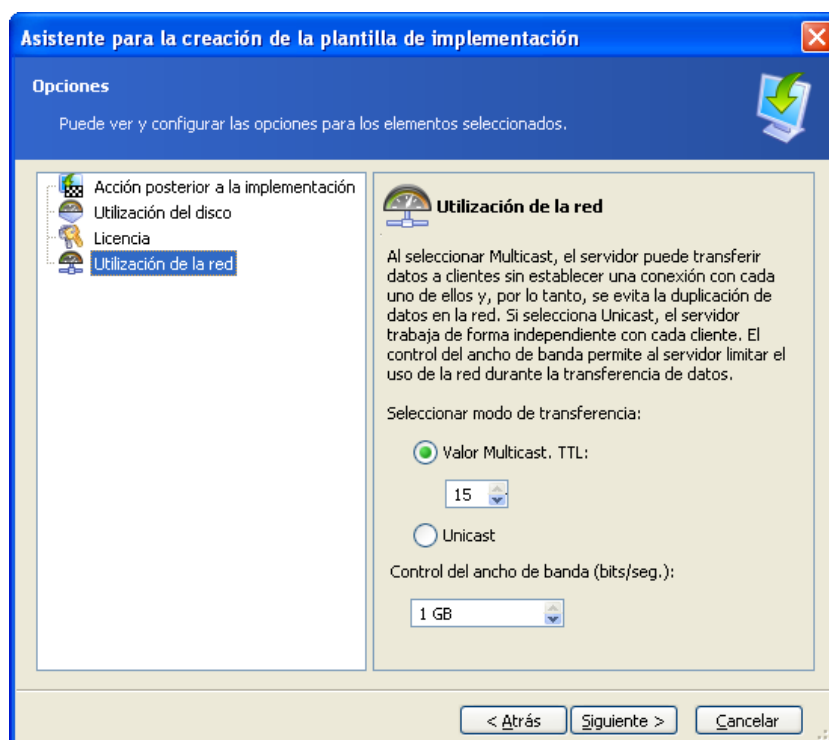 Asistente para la creación de la plantilla de implementación
Opciones
Puede ver y configurar las opciones para los elementos seleccionados.
Acción posterior a la implementación
Utilización del disco
Licencia
Utilización de la red
Utilización de la red
Al seleccionar Multicast, el servidor puede transferir
datos a clientes sin establecer una conexión con cada
uno de ellos y, por lo tanto, se evita la duplicación de
datos en la red. Si selecciona Unicast, el servidor
trabaja de forma independiente con cada cliente. El
control del ancho de banda permite al servidor limitar el
uso de la red durante la transferencia de datos.
Seleccionar modo de transferencia:
Valor Multicast. TTL:
15
Unicast
Control del ancho de banda (bits/seg.):
1 GB
< Atrás
Siguiente >
Cancelar